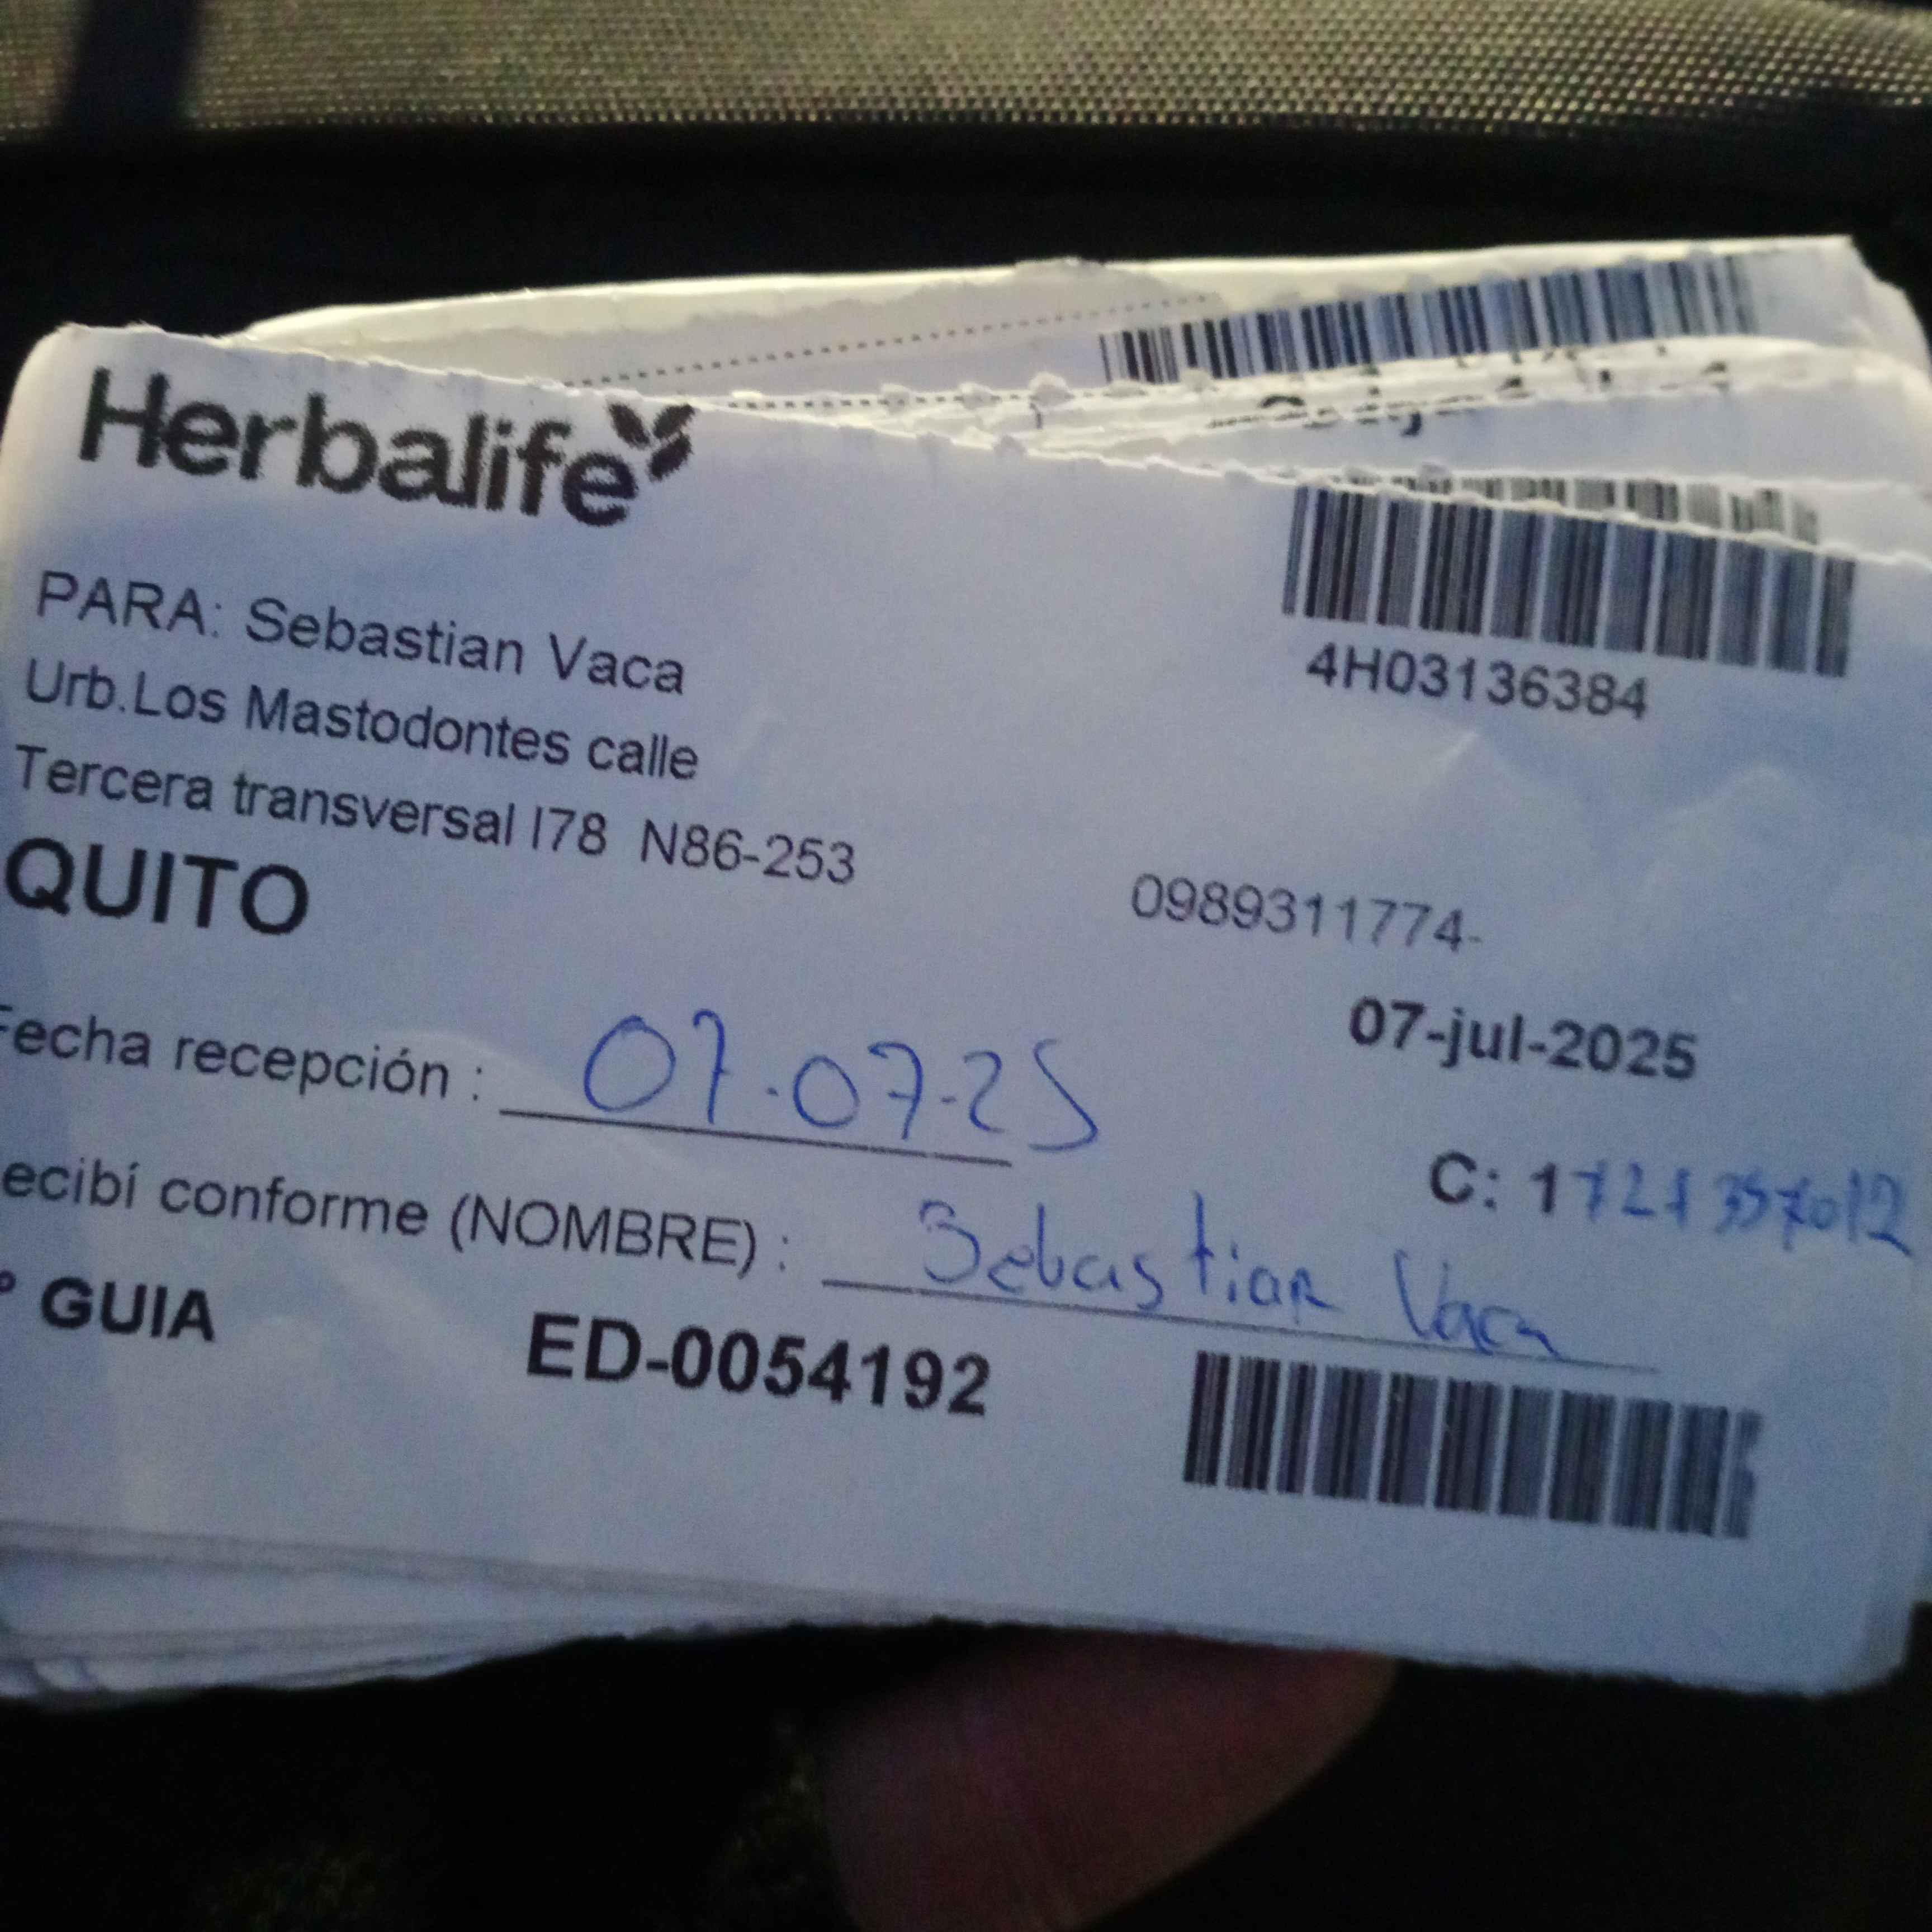 Herbalife
4H03136384
PARA: Sebastian Vaca
Urb.Los Mastodontes calle
Tercera transversal I78 N86-253
QUITO
0989311774-
07-jul-2025
Fecha recepción : 07.07-25
C: 1721357012
ecibí conforme (NOMBRE) : Sebastian Vaca
° GUIA ED-0054192